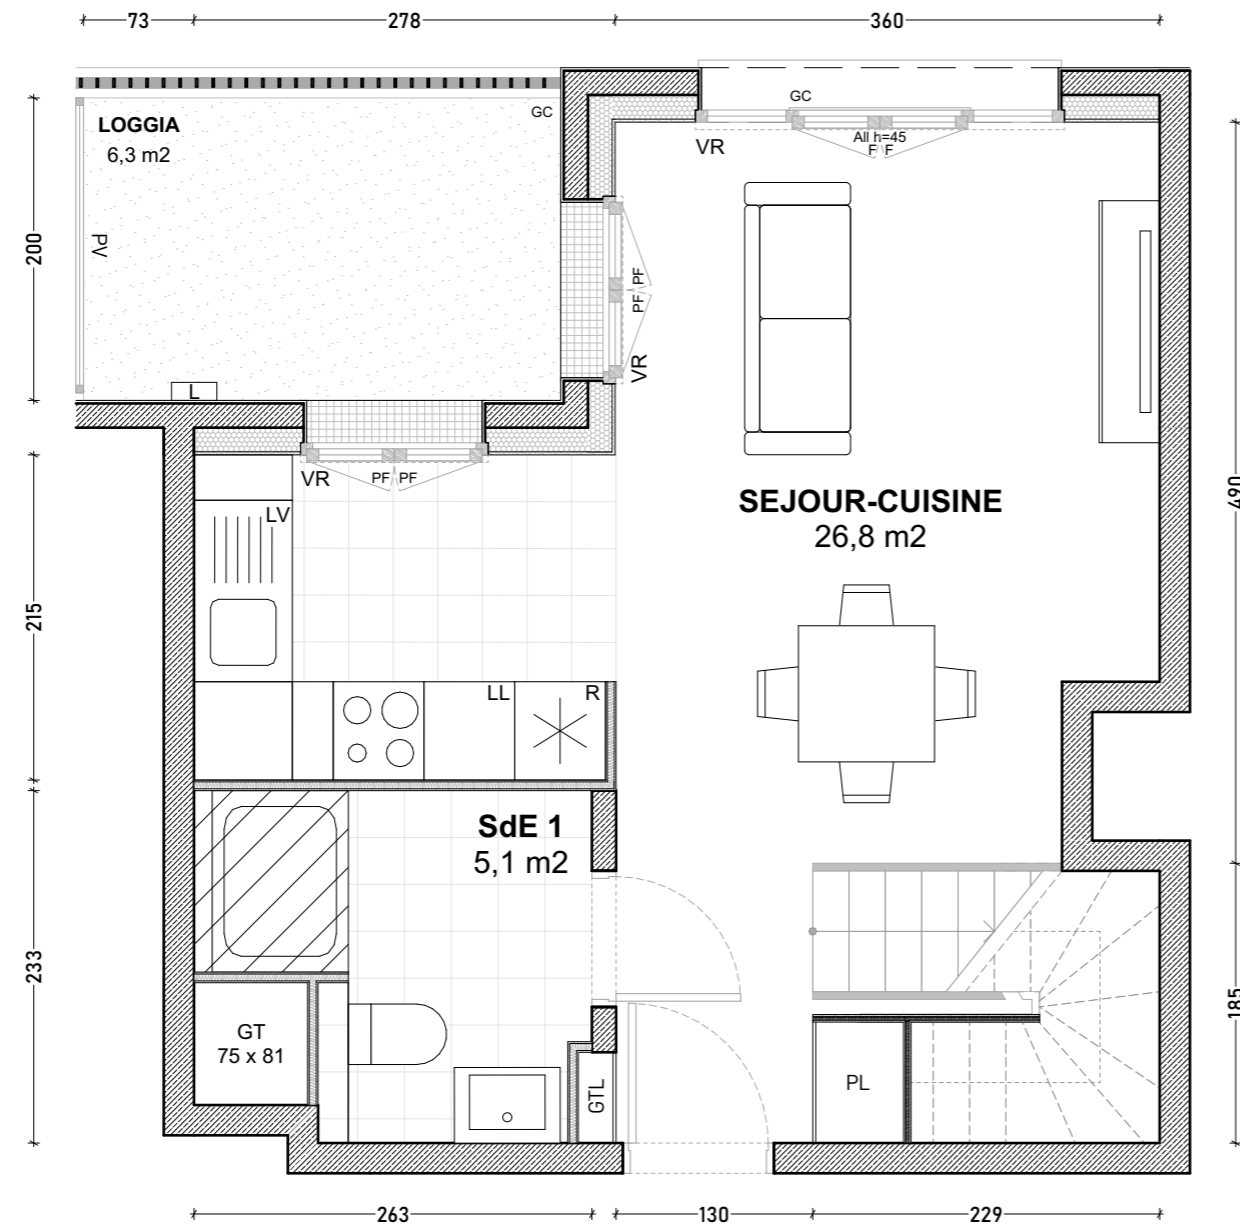 73
278
360
LOGGIA
6,3 m2
GC
GC
All h=45
F F
VR
PV
200
PF
PF
VR
L
VR
PF PF
490
SEJOUR-CUISINE
26,8 m2
LV
215
LL
R
SdE 1
5,1 m2
233
185
GT
75 x 81
GTL
PL
263
130
229